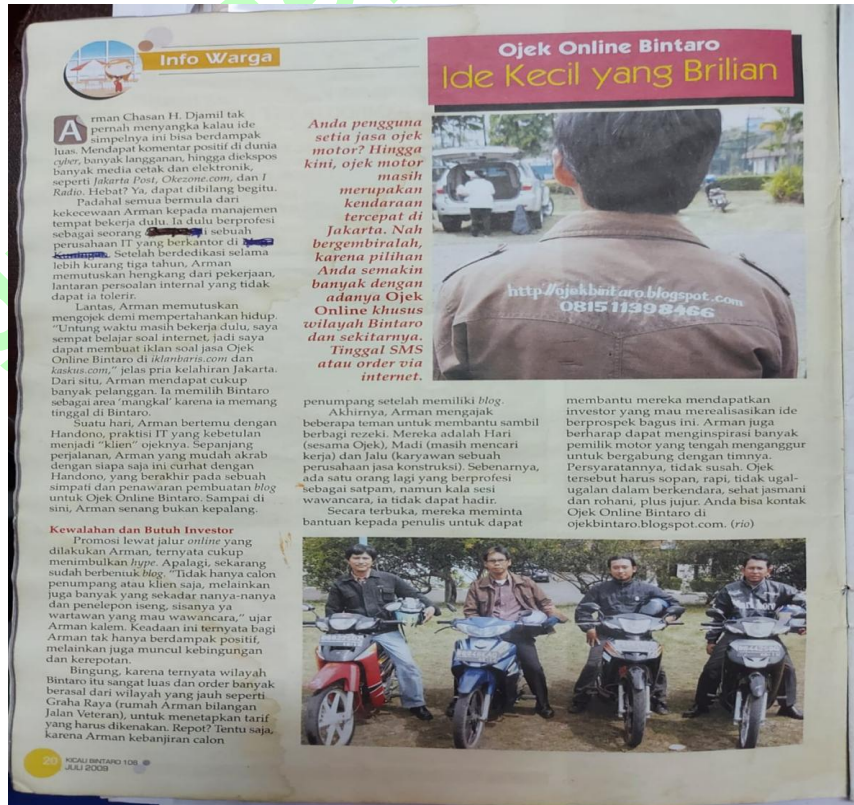 Info Warga
Ojek Online Bintaro
Ide Kecil yang Brilian
Arman Chasan H. Djamil tak
pernah menyangka kalau ide
simpelnya ini bisa berdampak
luas. Mendapat komentar positif di dunia
cyber, banyak langganan, hingga diekspos
banyak media cetak dan elektronik,
seperti Jakarta Post, Okezone.com, dan I
Radio. Hebat? Ya, dapat dibilang begitu.
Padahal semua bermula dari
kekecewaan Arman kepada manajemen
tempat bekerja dulu. Ia dulu berprofesi
sebagai seorang di sebuah
perusahaan IT yang berkantor di
Setelah berdedikasi selama
lebih kurang tiga tahun, Arman
memutuskan hengkang dari pekerjaan,
lantaran persoalan internal yang tidak
dapat ia tolerir.
Lantas, Arman memutuskan
mengojek demi mempertahankan hidup.
"Untung waktu masih bekerja dulu, saya
sempat belajar soal internet, jadi saya
dapat membuat iklan soal jasa Ojek
Online Bintaro di iklanbaris.com dan
kaskus.com," jelas pria kelahiran Jakarta.
Dari situ, Arman mendapat cukup
banyak pelanggan. Ia memilih Bintaro
sebagai area 'mangkal' karena ia memang
tinggal di Bintaro.
Suatu hari, Arman bertemu dengan
Handono, praktisi IT yang kebetulan
menjadi "klien" ojeknya. Sepanjang
perjalanan, Arman yang mudah akrab
dengan siapa saja ini curhat dengan
Handono, yang berakhir pada sebuah
simpati dan penawaran pembuatan blog
untuk Ojek Online Bintaro. Sampai di
sini, Arman senang bukan kepalang.
Kewalahan dan Butuh Investor
Promosi lewat jalur online yang
dilakukan Arman, ternyata cukup
menimbulkan hype. Apalagi, sekarang
sudah berbentuk blog. "Tidak hanya calon
penumpang atau klien saja, melainkan
juga banyak yang sekadar nanya-nanya
dan penelepon iseng, sisanya ya
wartawan yang mau wawancara," ujar
Arman kalem. Keadaan ini ternyata bagi
Arman tak hanya berdampak positif,
melainkan juga muncul kebingungan
dan kerepotan.
Bingung, karena ternyata wilayah
Bintaro itu sangat luas dan order banyak
berasal dari wilayah yang jauh seperti
Graha Raya (rumah Arman bilangan
Jalan Veteran), untuk menetapkan tarif
yang harus dikenakan. Repot? Tentu saja,
karena Arman kebanjiran calon
Anda pengguna
setia jasa ojek
motor? Hingga
kini, ojek motor
masih
merupakan
kendaraan
tercepat di
Jakarta. Nah
bergembiralah,
karena pilihan
Anda semakin
banyak dengan
adanya Ojek
Online khusus
wilayah Bintaro
dan sekitarnya.
Tinggal SMS
atau order via
internet.
http://ojekbintaro.blogspot.com
081511398466
penumpang setelah memiliki blog.
Akhirnya, Arman mengajak
beberapa teman untuk membantu sambil
berbagi rezeki. Mereka adalah Hari
(sesama Ojek), Madi (masih mencari
kerja) dan Jalu (karyawan sebuah
perusahaan jasa konstruksi). Sebenarnya,
ada satu orang lagi yang berprofesi
sebagai satpam, namun kala sesi
wawancara, ia tidak dapat hadir.
Secara terbuka, mereka meminta
bantuan kepada penulis untuk dapat
membantu mereka mendapatkan
investor yang mau merealisasikan ide
berprospek bagus ini. Arman juga
berharap dapat menginspirasi banyak
pemilik motor yang tengah menganggur
untuk bergabung dengan timnya.
Persyaratannya, tidak susah. Ojek
tersebut harus sopan, rapi, tidak ugal-
ugalan dalam berkendara, sehat jasmani
dan rohani, plus jujur. Anda bisa kontak
Ojek Online Bintaro di
ojekbintaro.blogspot.com. (rio)
20
KICAU BINTARO 108
JULI 2009